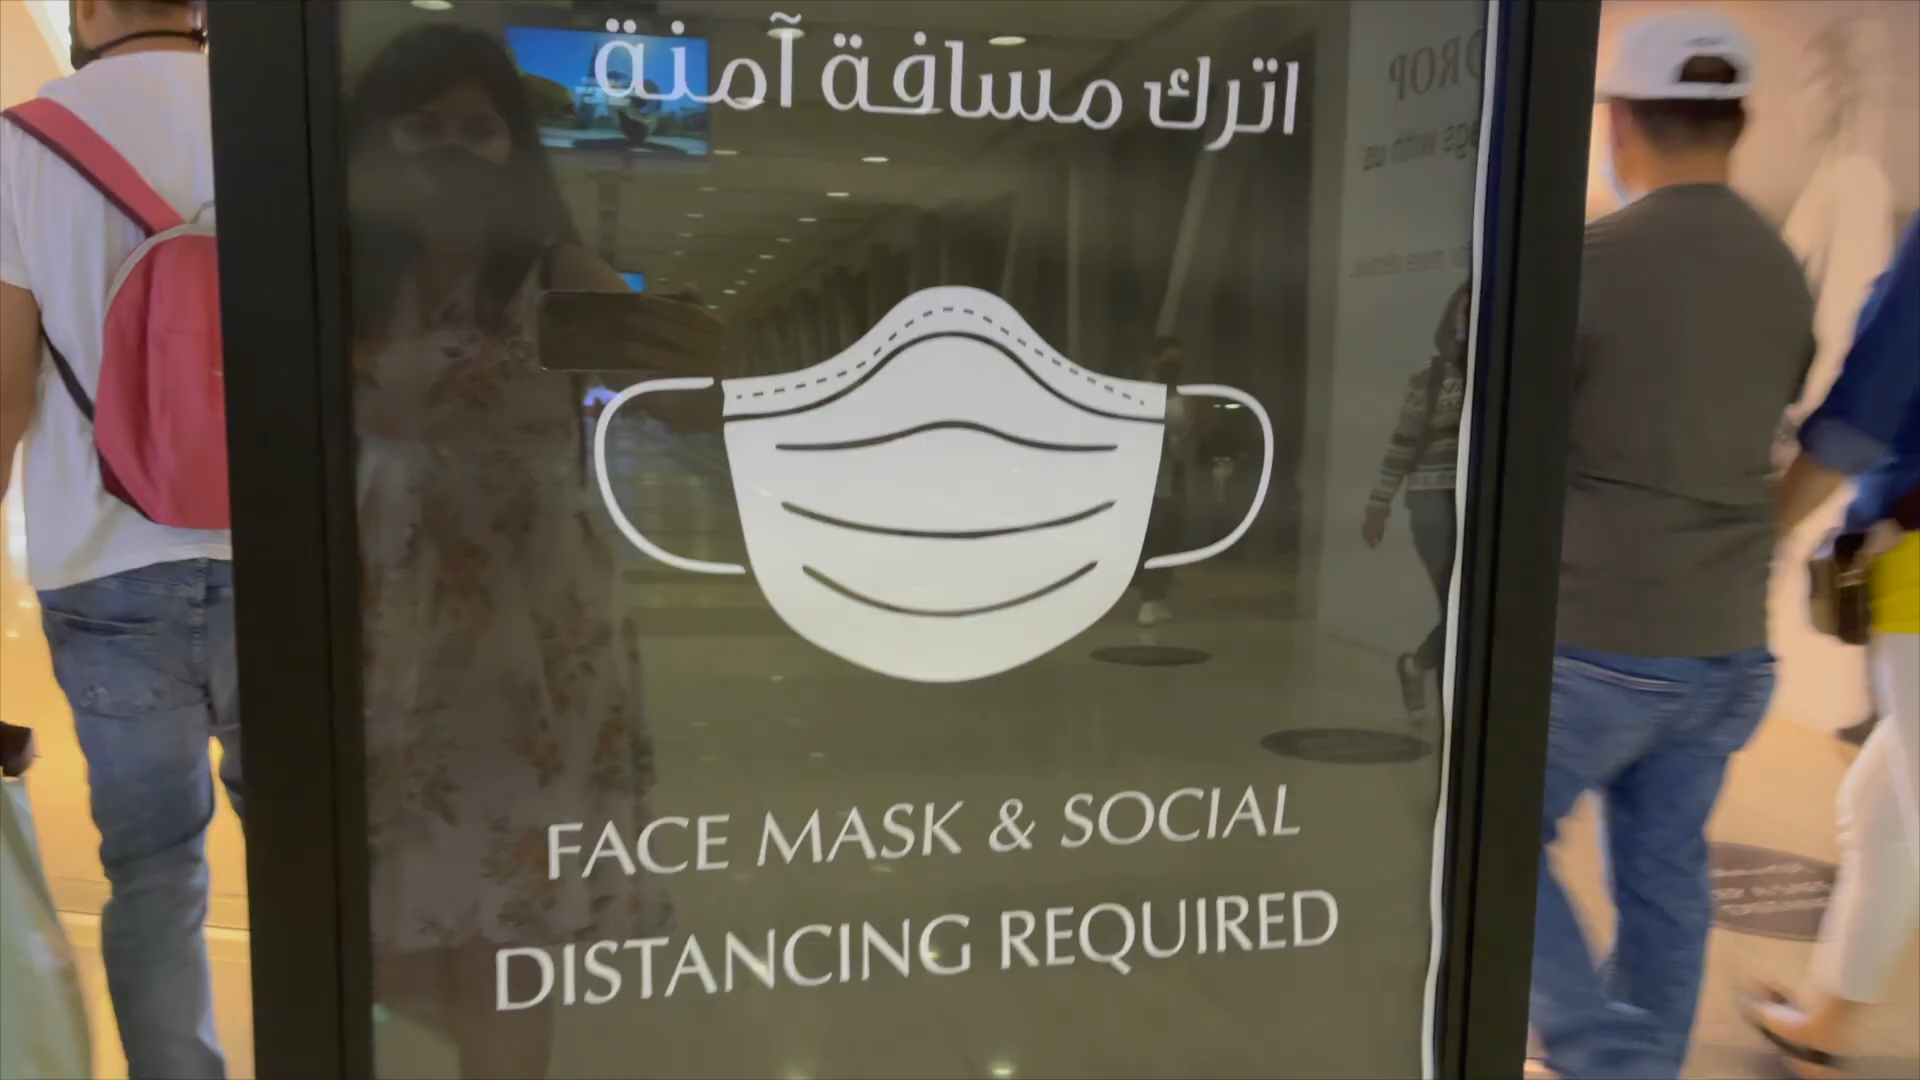 اترك مسافة آمنة
FACE MASK & SOCIAL
DISTANCING REQUIRED